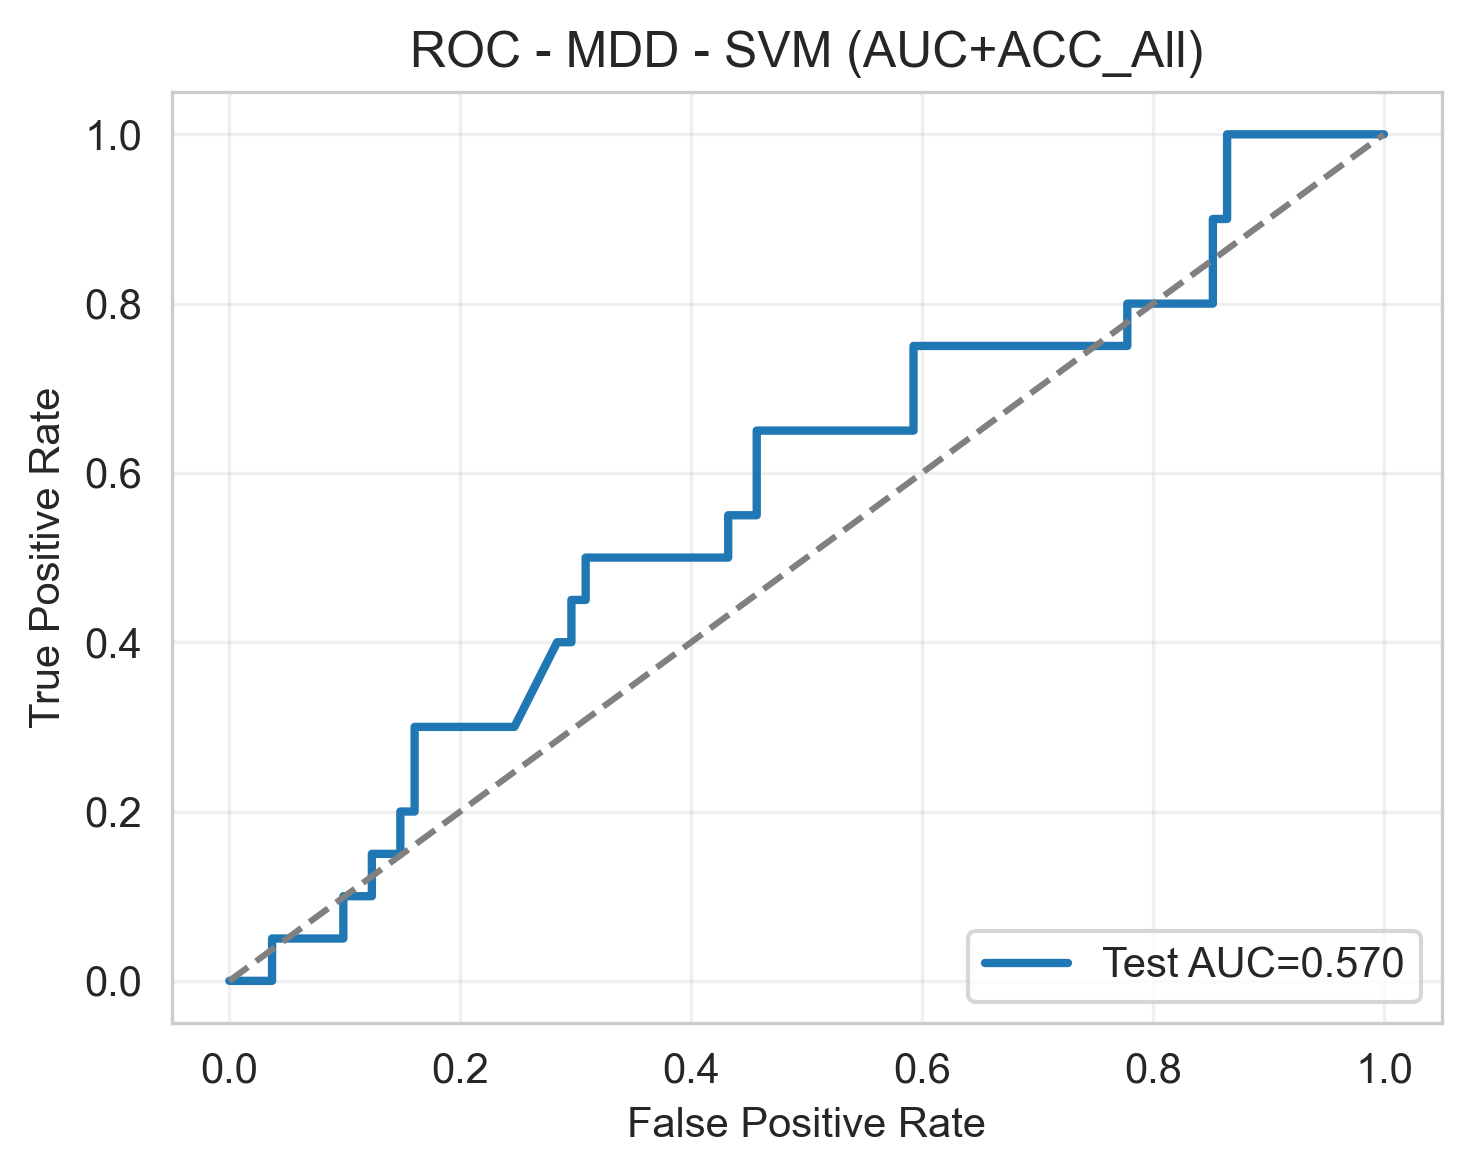 ROC - MDD - SVM (AUC+ACC_All)
True Positive Rate
1.0
0.8
0.6
0.4
0.2
0.0
Test AUC=0.570
0.0 0.2 0.4 0.6 0.8 1.0
False Positive Rate